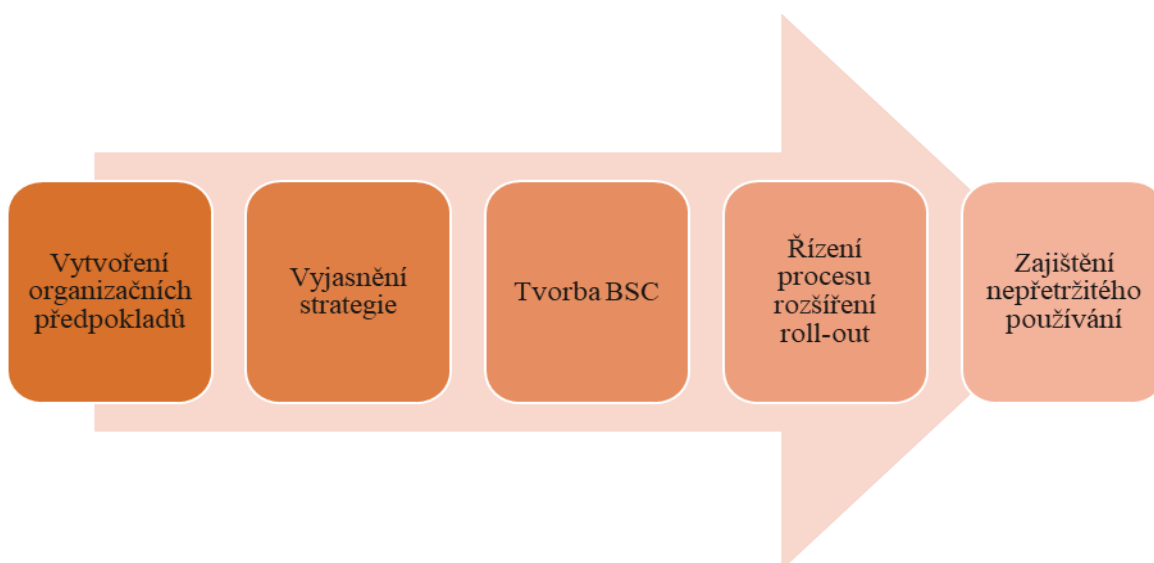 Vytvoření
organizačních
předpokladů
Vyjasnění
strategie
Tvorba BSC
Řízení
procesu
rozšíření
roll-out
Zajištění
nepřetržitého
používání